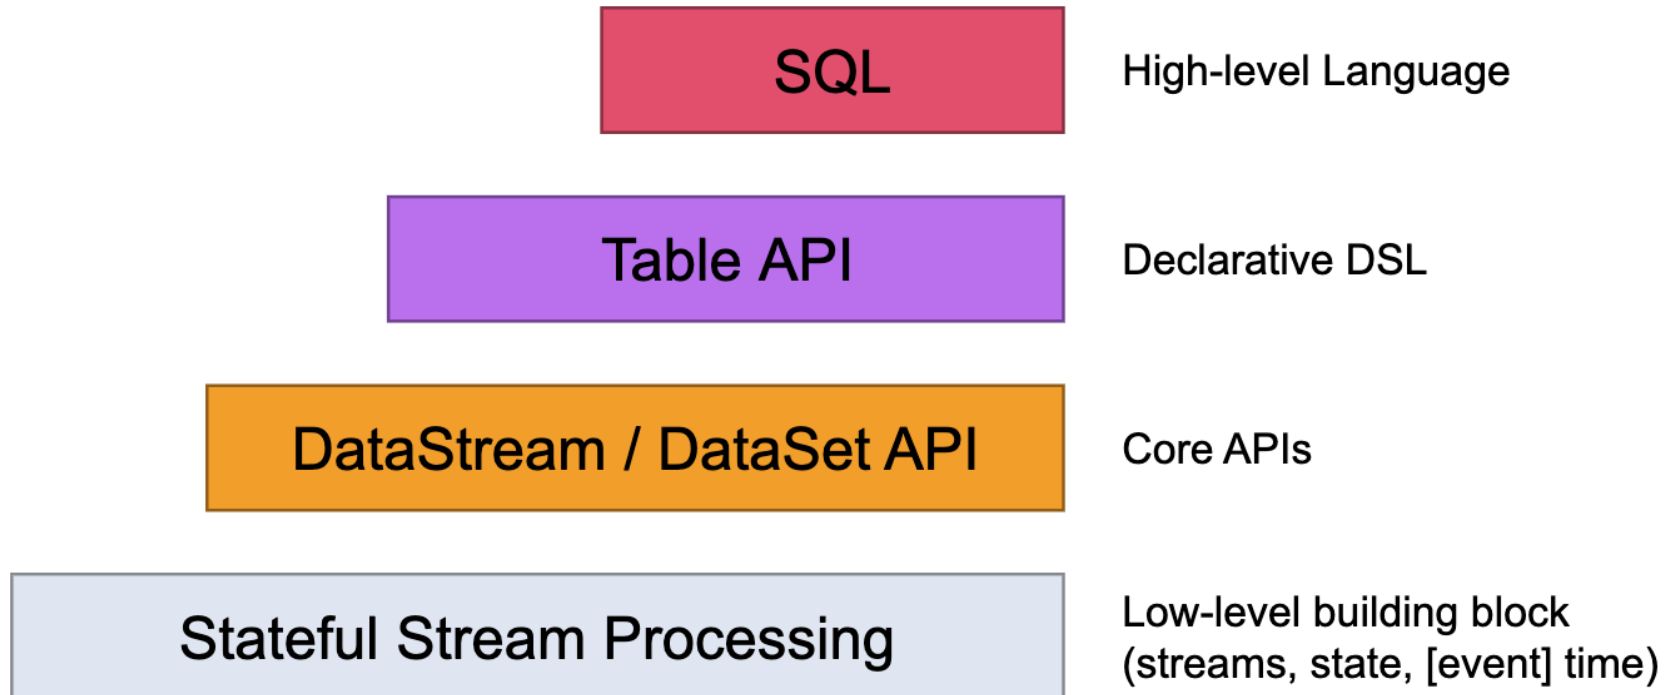 SQL
High-level Language
Table API
Declarative DSL
DataStream / DataSet API
Core APIs
Stateful Stream Processing
Low-level building block
(streams, state, [event] time)